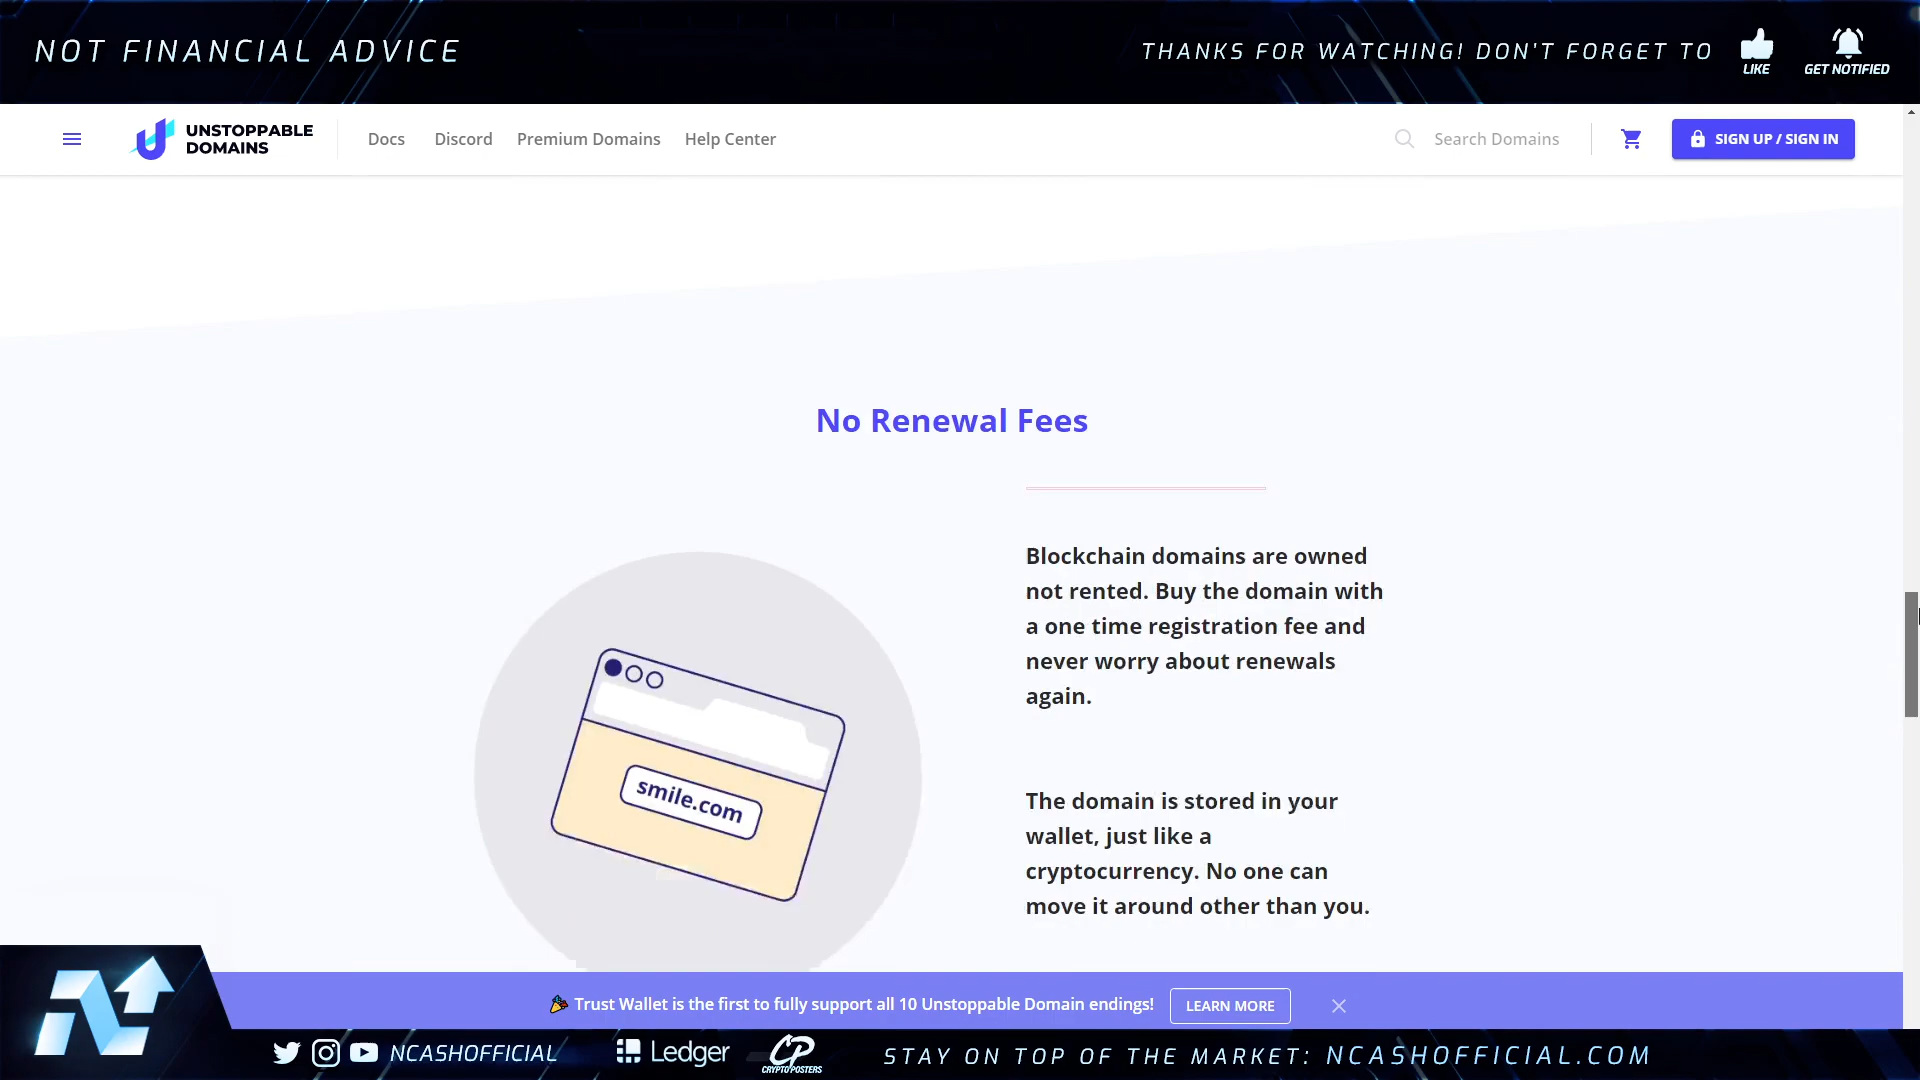 NOT FINANCIAL ADVICE
THANKS FOR WATCHING! DON'T FORGET TO
LIKE
GET NOTIFIED
UNSTOPPABLE
DOMAINS
Docs
Discord
Premium Domains
Help Center
Search Domains
SIGN UP / SIGN IN
No Renewal Fees
Blockchain domains are owned
not rented. Buy the domain with
a one time registration fee and
never worry about renewals
again.
smile.com
The domain is stored in your
wallet, just like a
cryptocurrency. No one can
move it around other than you.
Trust Wallet is the first to fully support all 10 Unstoppable Domain endings!
LEARN MORE
NCASHOFFICIAL
Ledger
CP
CRYPTOPOSTERS
STAY ON TOP OF THE MARKET: NCASHOFFICIAL.COM